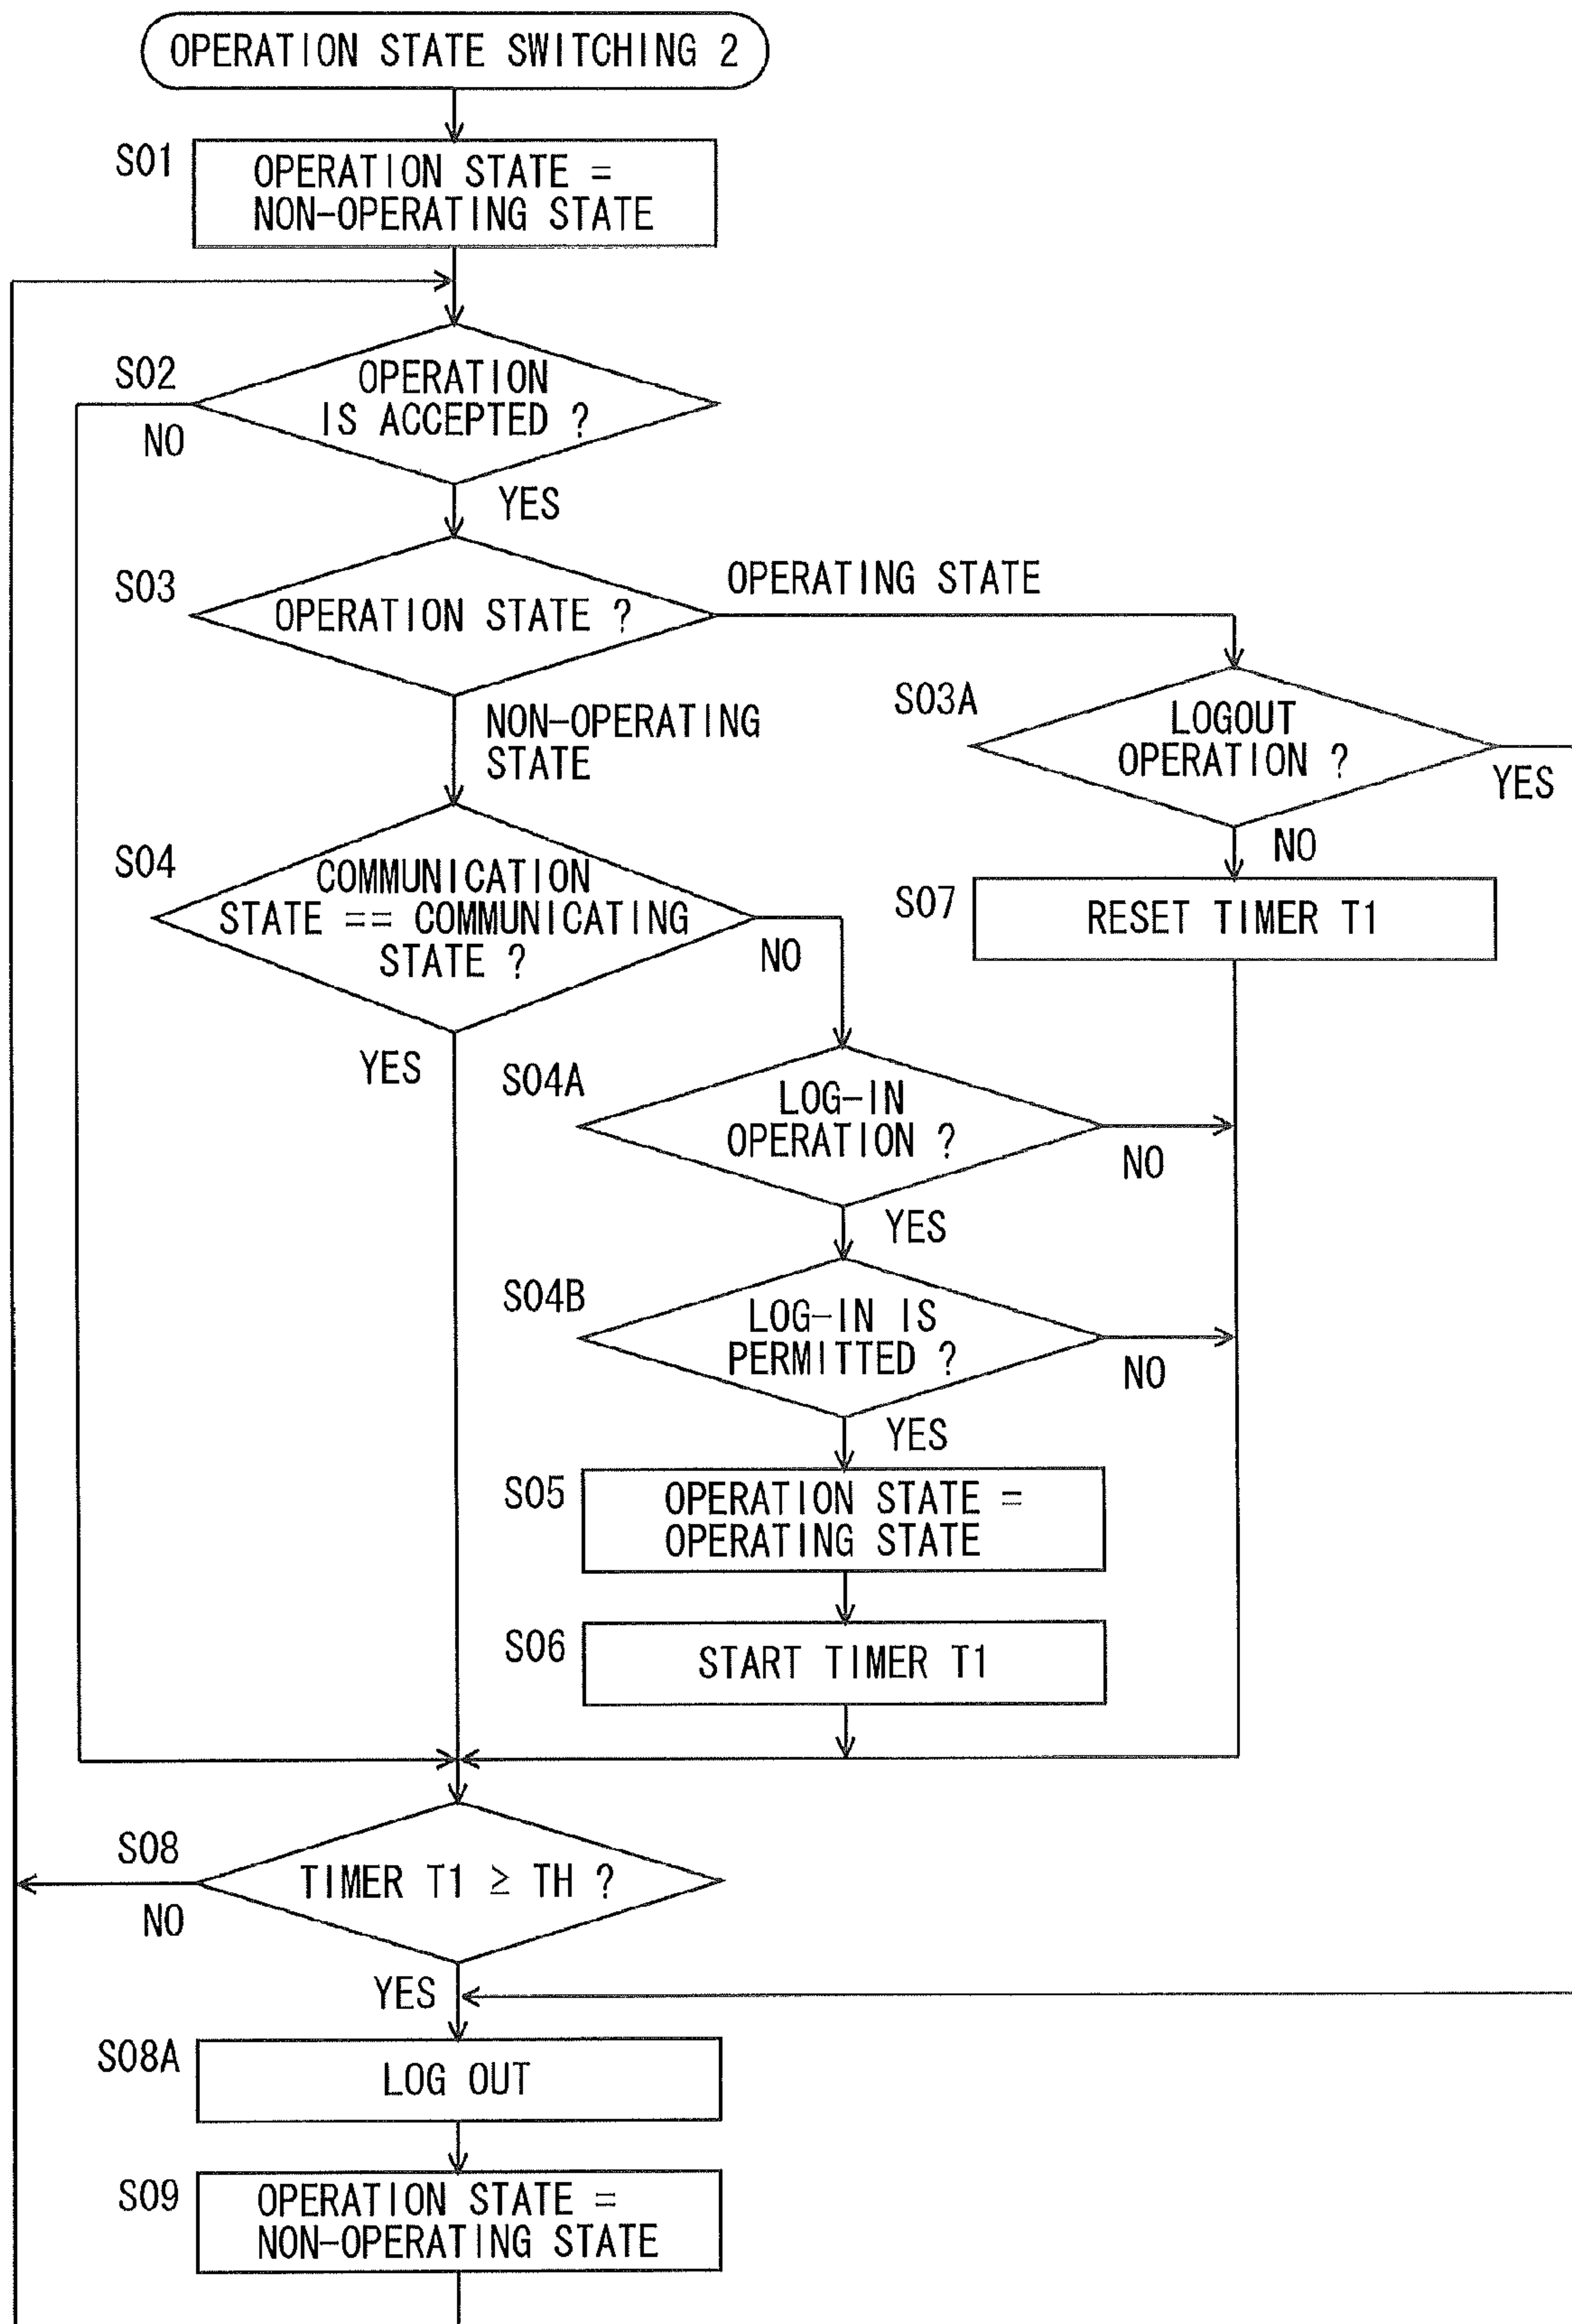 OPERATION STATE SWITCHING 2
S01
OPERATION STATE =
NON-OPERATING STATE
S02
OPERATION
IS ACCEPTED ?
NO
YES
S03
OPERATION STATE ?
OPERATING STATE
NON-OPERATING
STATE
S03A
LOGOUT
OPERATION ?
YES
NO
S04
COMMUNICATION
STATE == COMMUNICATING
STATE ?
NO
YES
S07
RESET TIMER T1
S04A
LOG-IN
OPERATION ?
NO
YES
S04B
LOG-IN IS
PERMITTED ?
NO
YES
S05
OPERATION STATE =
OPERATING STATE
S06
START TIMER T1
S08
TIMER T1 ≥ TH ?
NO
YES
S08A
LOG OUT
S09
OPERATION STATE =
NON-OPERATING STATE